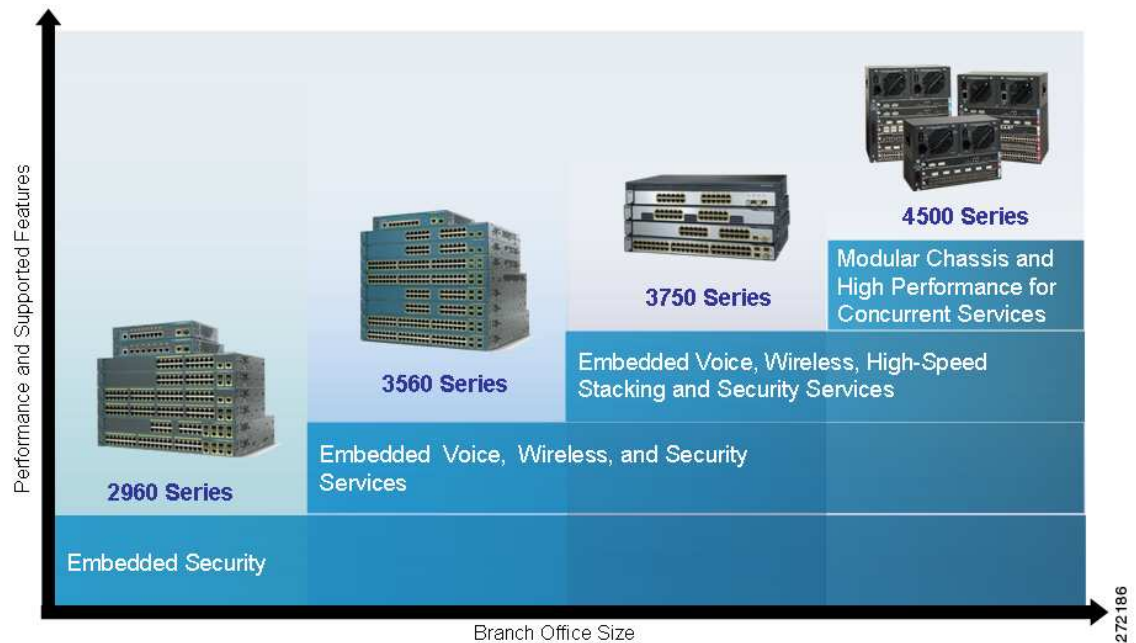 Performance and Supported Features
4500 Series
Modular Chassis and
High Performance for
Concurrent Services
3750 Series
Embedded Voice, Wireless, High-Speed
Stacking and Security Services
3560 Series
Embedded Voice, Wireless, and Security
Services
2960 Series
Embedded Security
Branch Office Size
272186